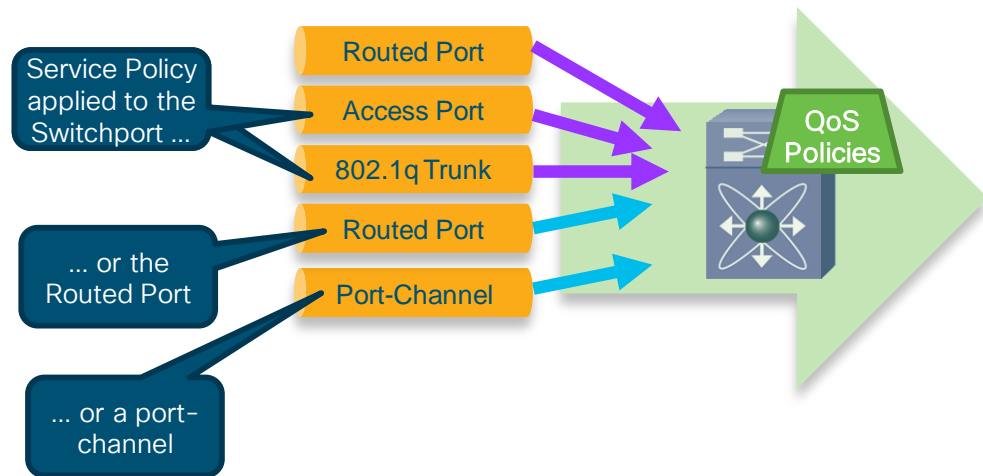 Service Policy
applied to the
Switchport ...
... or the
Routed Port
... or a port-
channel
Routed Port
Access Port
802.1q Trunk
Routed Port
Port-Channel
QoS
Policies